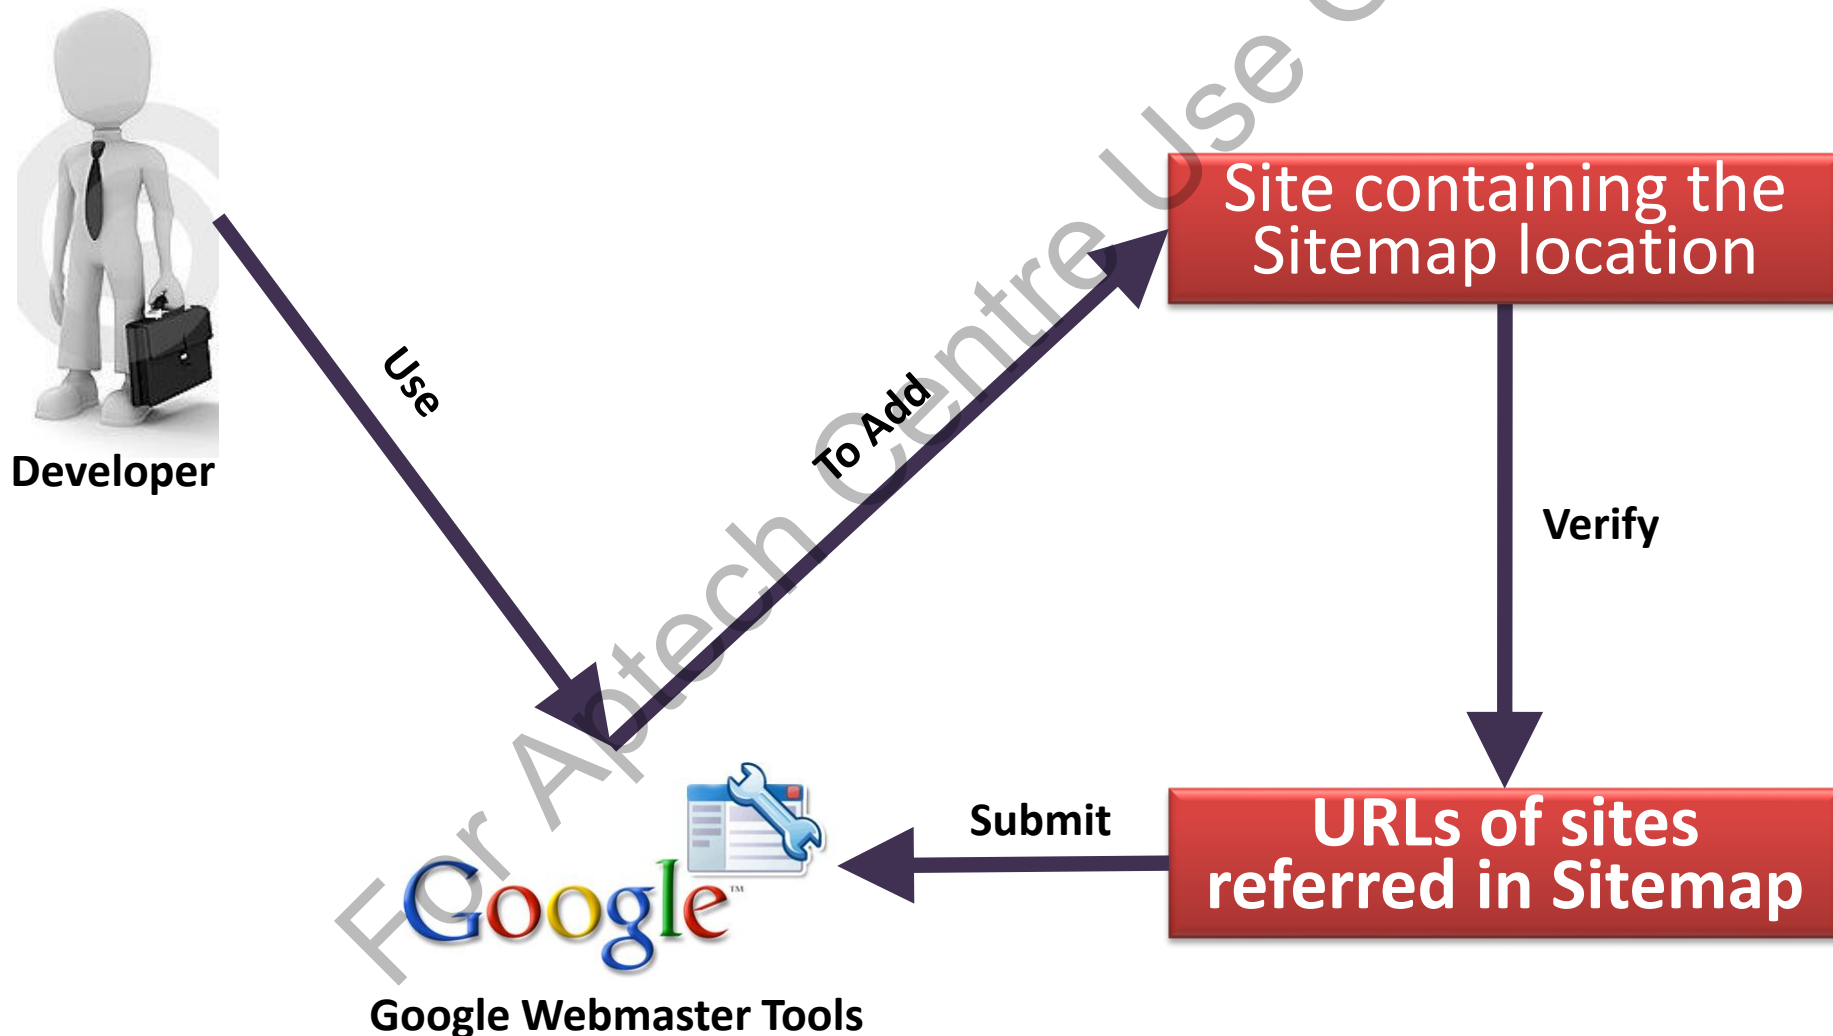 For Aptech Centre Use
Site containing the
Sitemap location
Use
To Add
Developer
Verify
Submit
URLs of sites
referred in Sitemap
Google™
Google Webmaster Tools